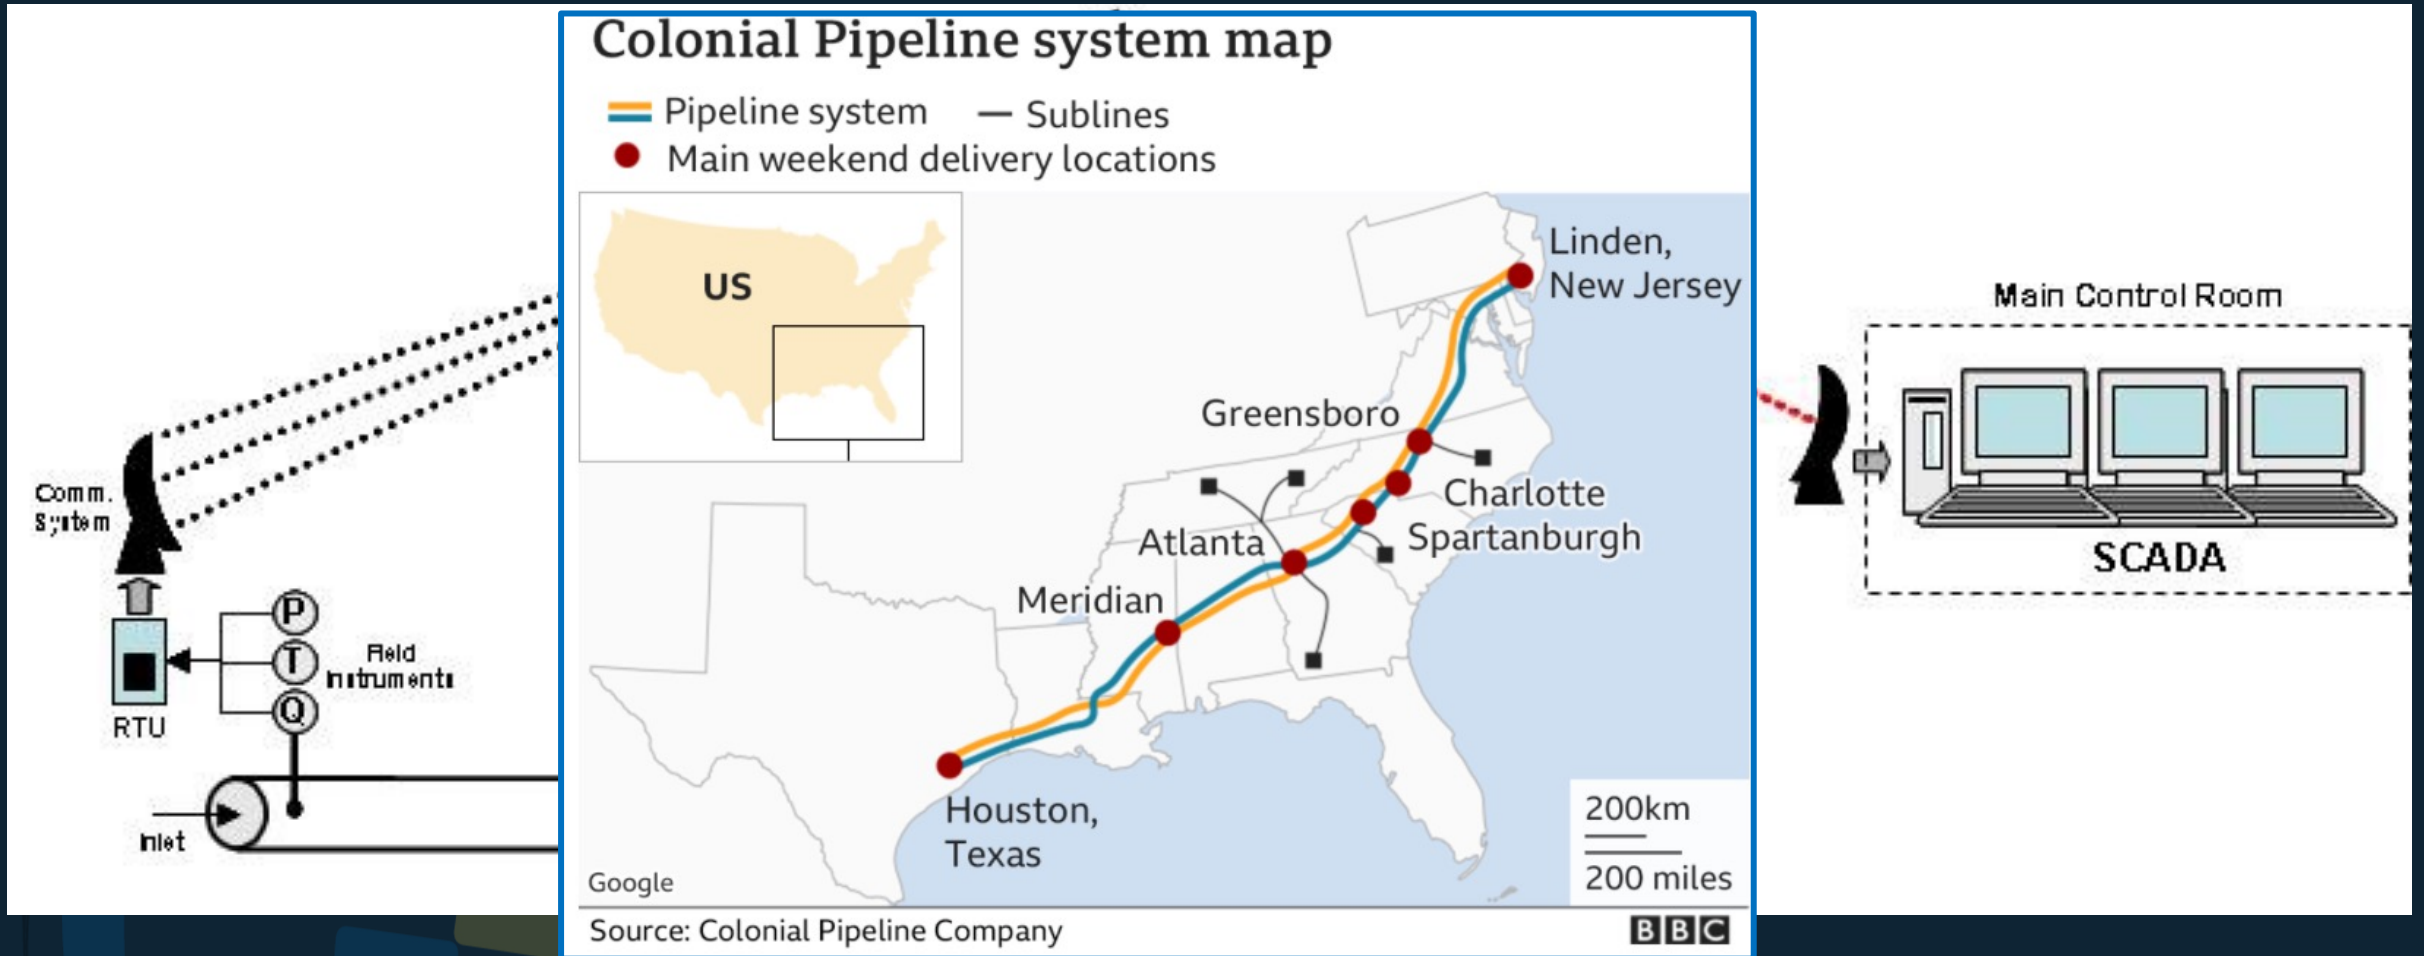 Colonial Pipeline system map
Pipeline system
Sublines
Main weekend delivery locations
US
Linden,
New Jersey
Greensboro
Charlotte
Spartanburgh
Atlanta
Meridian
Houston,
Texas
200km
200 miles
Google
Source: Colonial Pipeline Company
BBC
Comm.
System
P
T
Q
Field
Instruments
RTU
Inlet
Main Control Room
SCADA